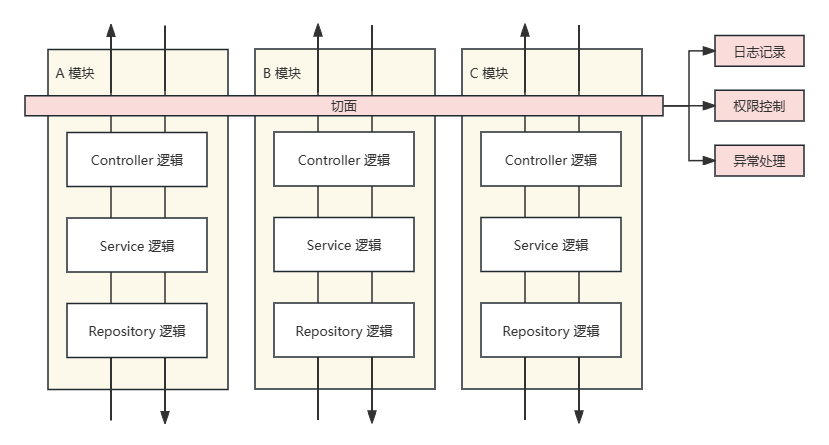 A 模块
B 模块
C 模块
切面
Controller 逻辑
Controller 逻辑
Controller 逻辑
Service 逻辑
Service 逻辑
Service 逻辑
Repository 逻辑
Repository 逻辑
Repository 逻辑
日志记录
权限控制
异常处理